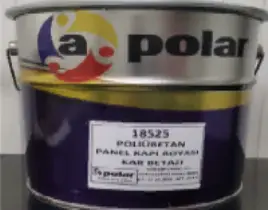 a polar
18525
POLİÜRETAN
PANEL KAPI BOYASI
KAR BEYAZI
a polar